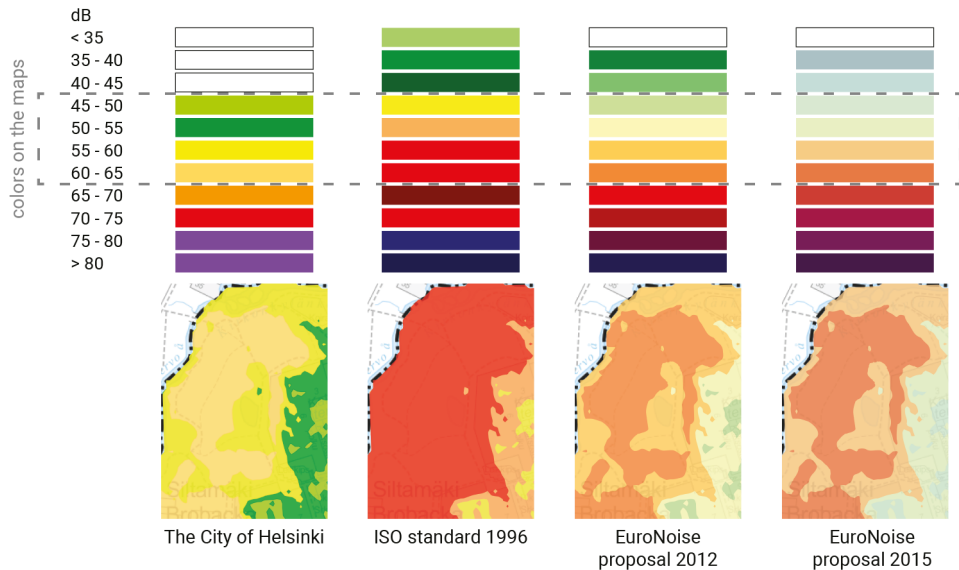 dB
< 35
35 - 40
40 - 45
45 - 50
50 - 55
55 - 60
60 - 65
65 - 70
70 - 75
75 - 80
> 80
colors on the maps
Siltamäki
Brobacka
Siltamäki
Brobacka
Siltamäki
Brobacka
Siltamäki
Brobacka
The City of Helsinki
ISO standard 1996
EuroNoise
proposal 2012
EuroNoise
proposal 2015